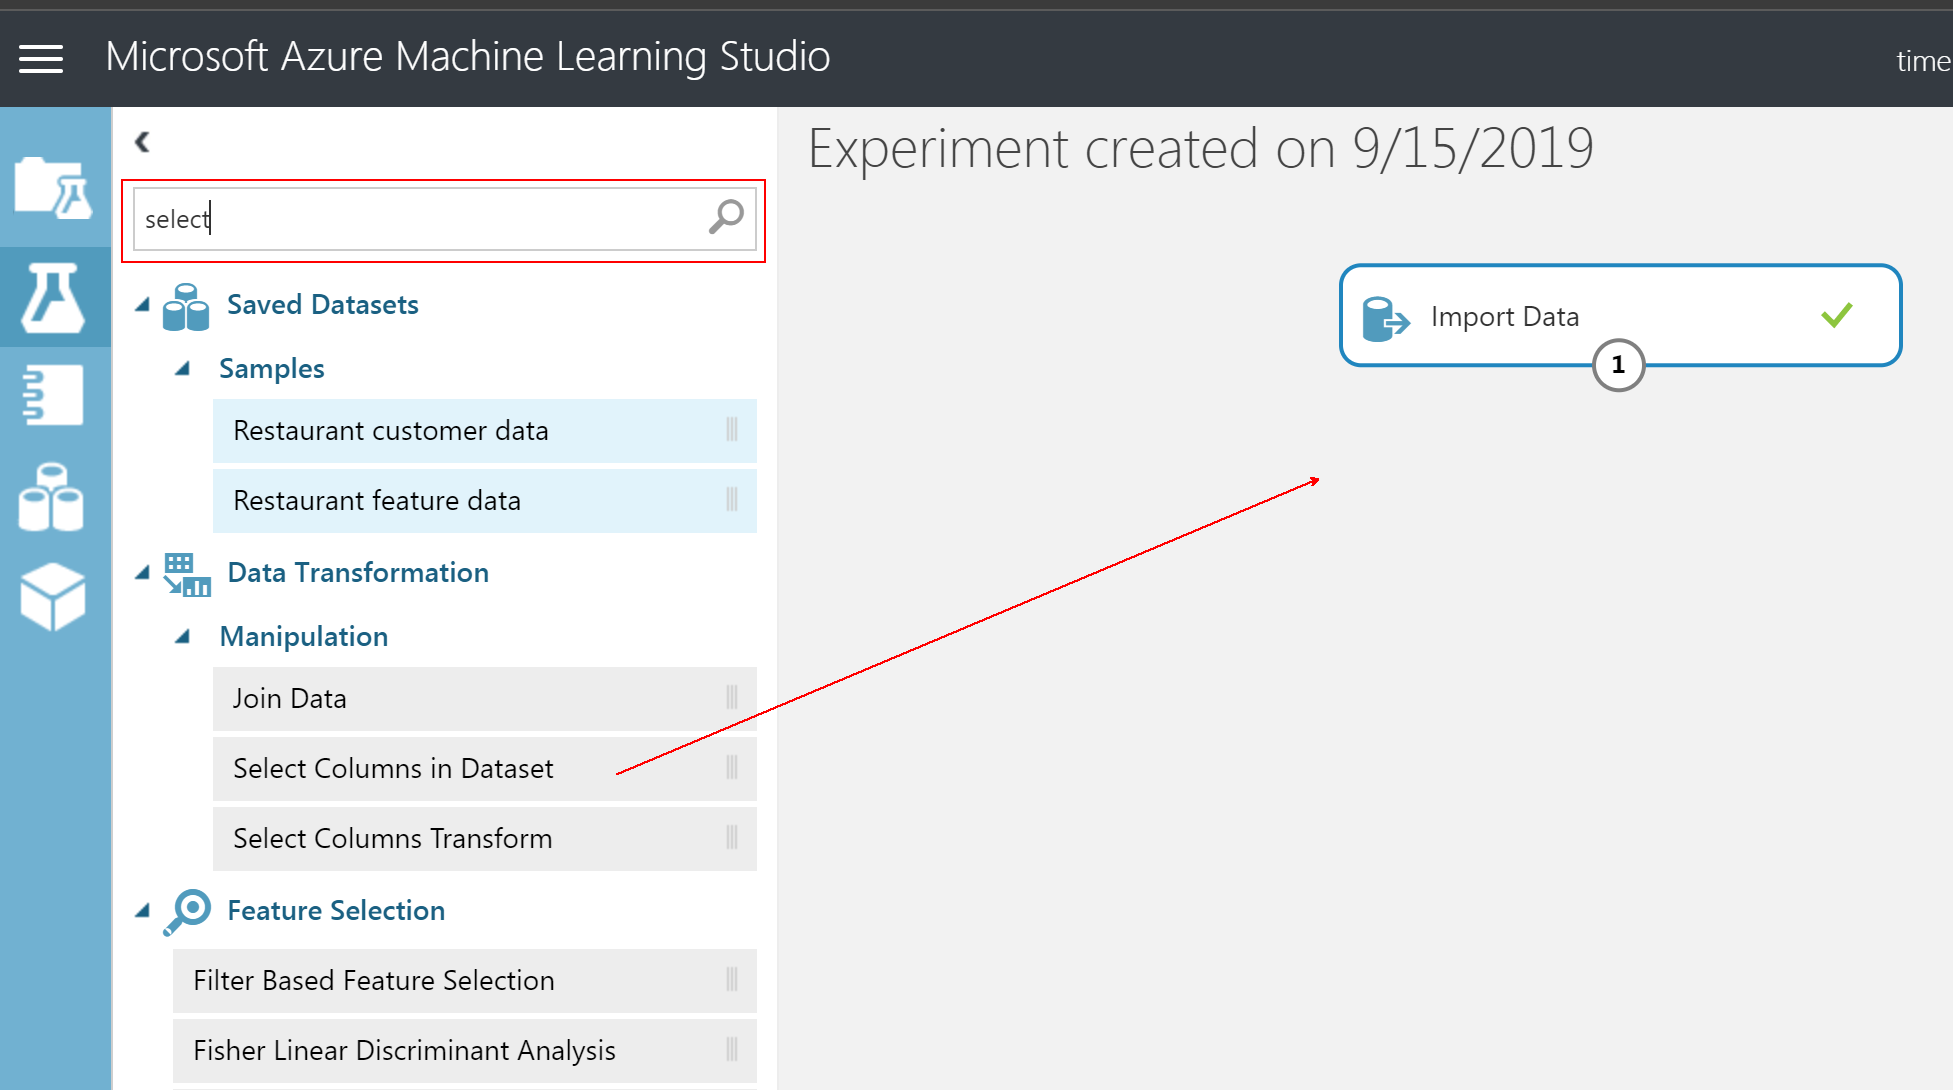 Microsoft Azure Machine Learning Studio
time
select
Experiment created on 9/15/2019
Import Data
1
Saved Datasets
Samples
Restaurant customer data
Restaurant feature data
Data Transformation
Manipulation
Join Data
Select Columns in Dataset
Select Columns Transform
Feature Selection
Filter Based Feature Selection
Fisher Linear Discriminant Analysis